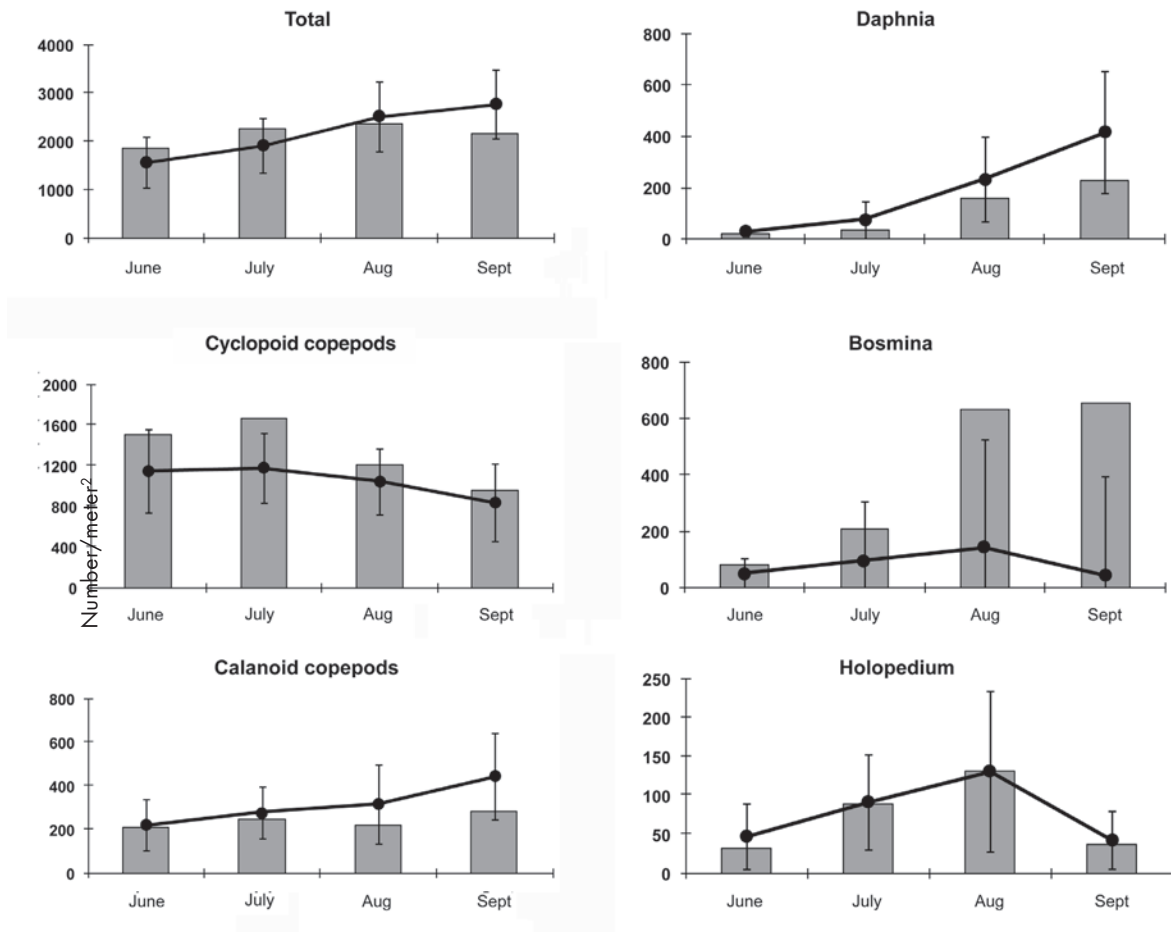 Total
4000
3000
2000
1000
0
June July Aug Sept
Daphnia
800
600
400
200
0
June July Aug Sept
Cyclopoid copepods
2000
1600
1200
800
400
0
Number/meter²
June July Aug Sept
Bosmina
800
600
400
200
0
June July Aug Sept
Calanoid copepods
800
600
400
200
0
June July Aug Sept
Holopedium
250
200
150
100
50
0
June July Aug Sept